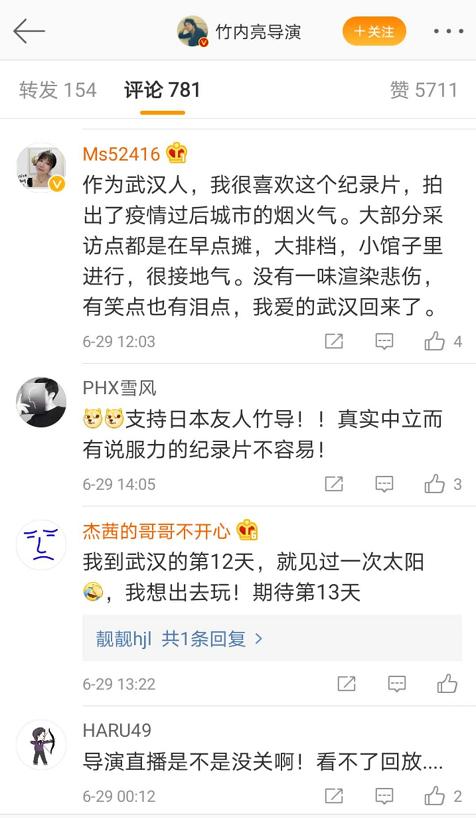 竹内亮导演
+关注
转发 154
评论 781
赞 5711
Ms52416
作为武汉人，我很喜欢这个纪录片，拍
出了疫情过后城市的烟火气。大部分采
访点都是在早点摊，大排档，小馆子里
进行，很接地气。没有一味渲染悲伤，
有笑点也有泪点，我爱的武汉回来了。
6-29 12:03
4
PHX雪风
支持日本友人竹导！！真实中立而
有说服力的纪录片不容易！
6-29 14:05
3
杰茜的哥哥不开心
我到武汉的第12天，就见过一次太阳
，我想出去玩！期待第13天
靓靓hjl 共1条回复 >
6-29 13:22
HARU49
导演直播是不是没关啊！看不了回放....
6-29 00:12
2